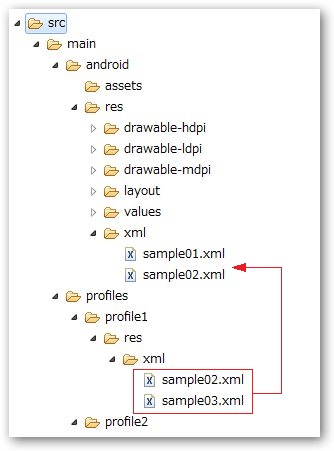 src
main
android
assets
res
drawable-hdpi
drawable-ldpi
drawable-mdpi
layout
values
xml
sample01.xml
sample02.xml
profiles
profile1
res
xml
sample02.xml
sample03.xml
profile2